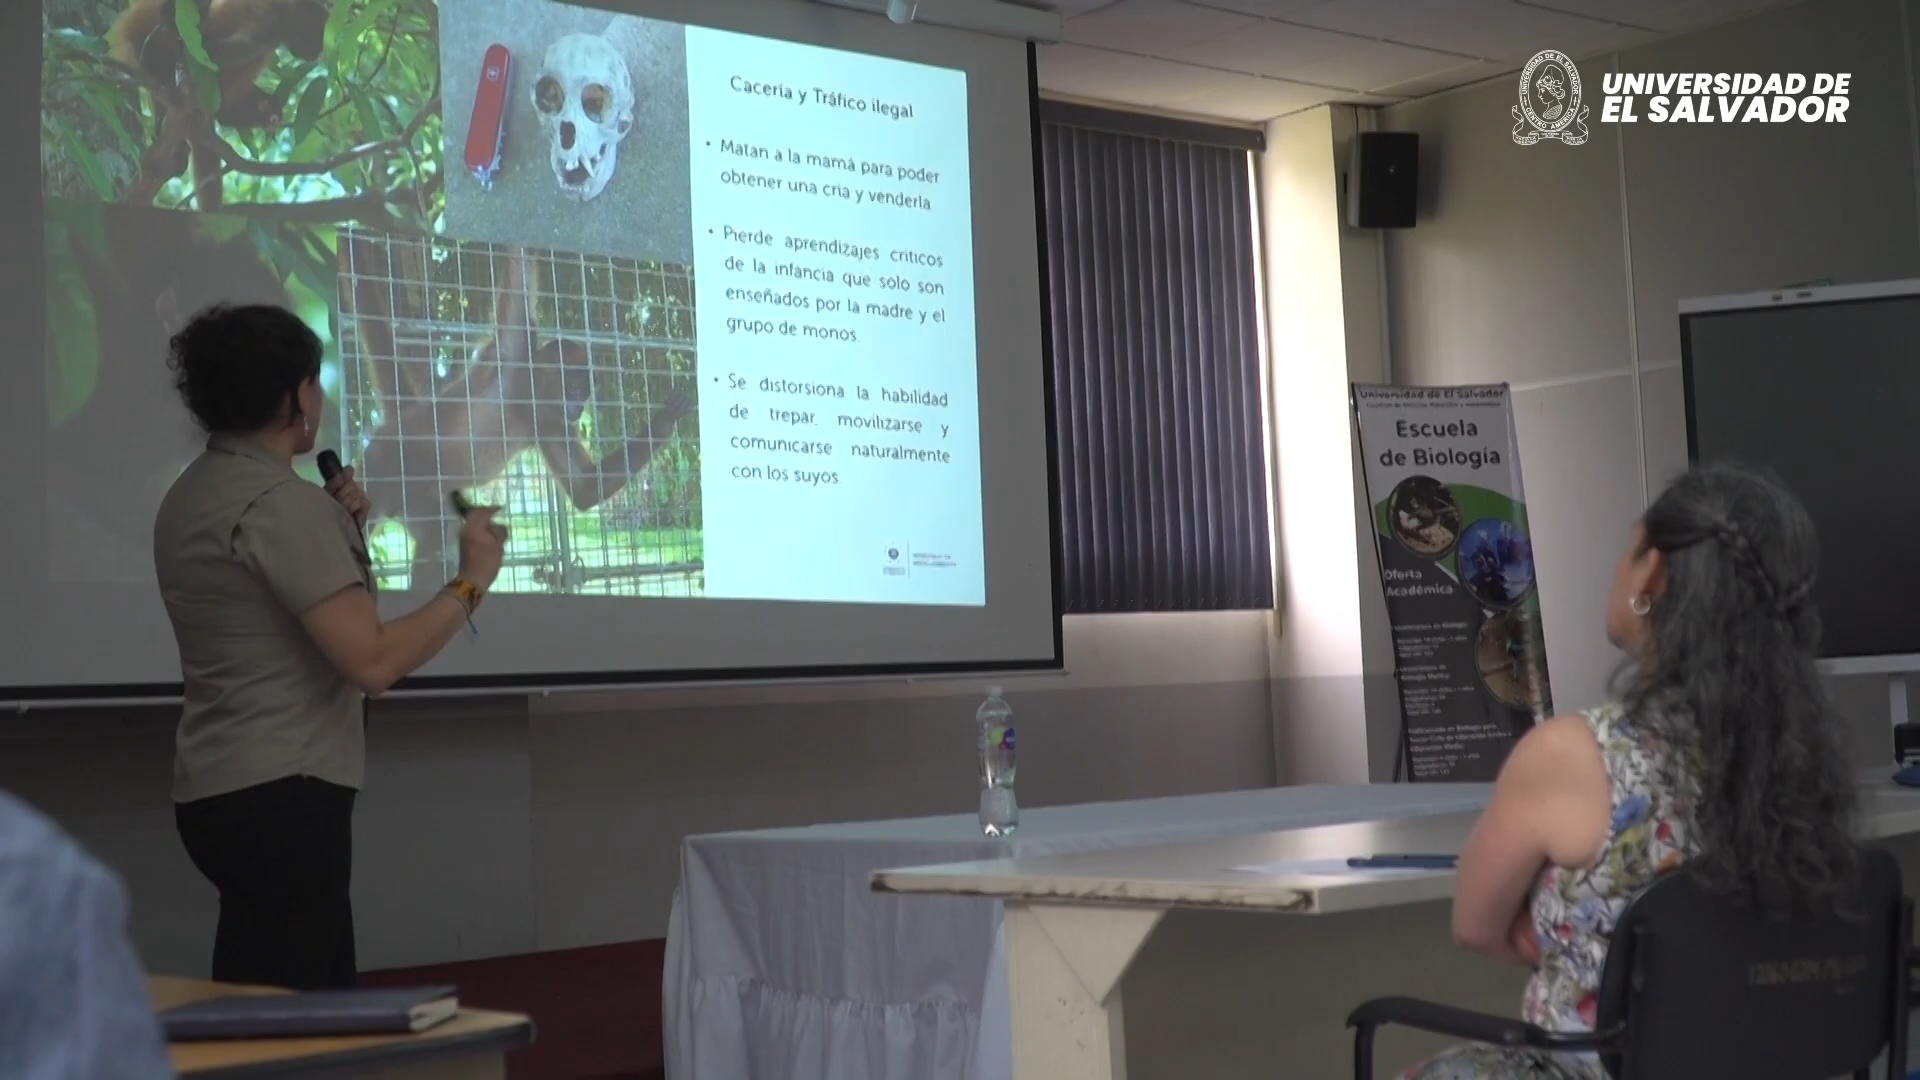 Cacería y Tráfico ilegal
• Matan a la mamá para poder
obtener una cría y venderla.
• Pierde aprendizajes críticos
de la infancia que solo son
enseñados por la madre y el
grupo de monos.
• Se distorsiona la habilidad
de trepar, movilizarse y
comunicarse naturalmente
con los suyos.
UNIVERSIDAD DE
EL SALVADOR
Universidad de El Salvador
Escuela
de Biología
Oferta
Académica